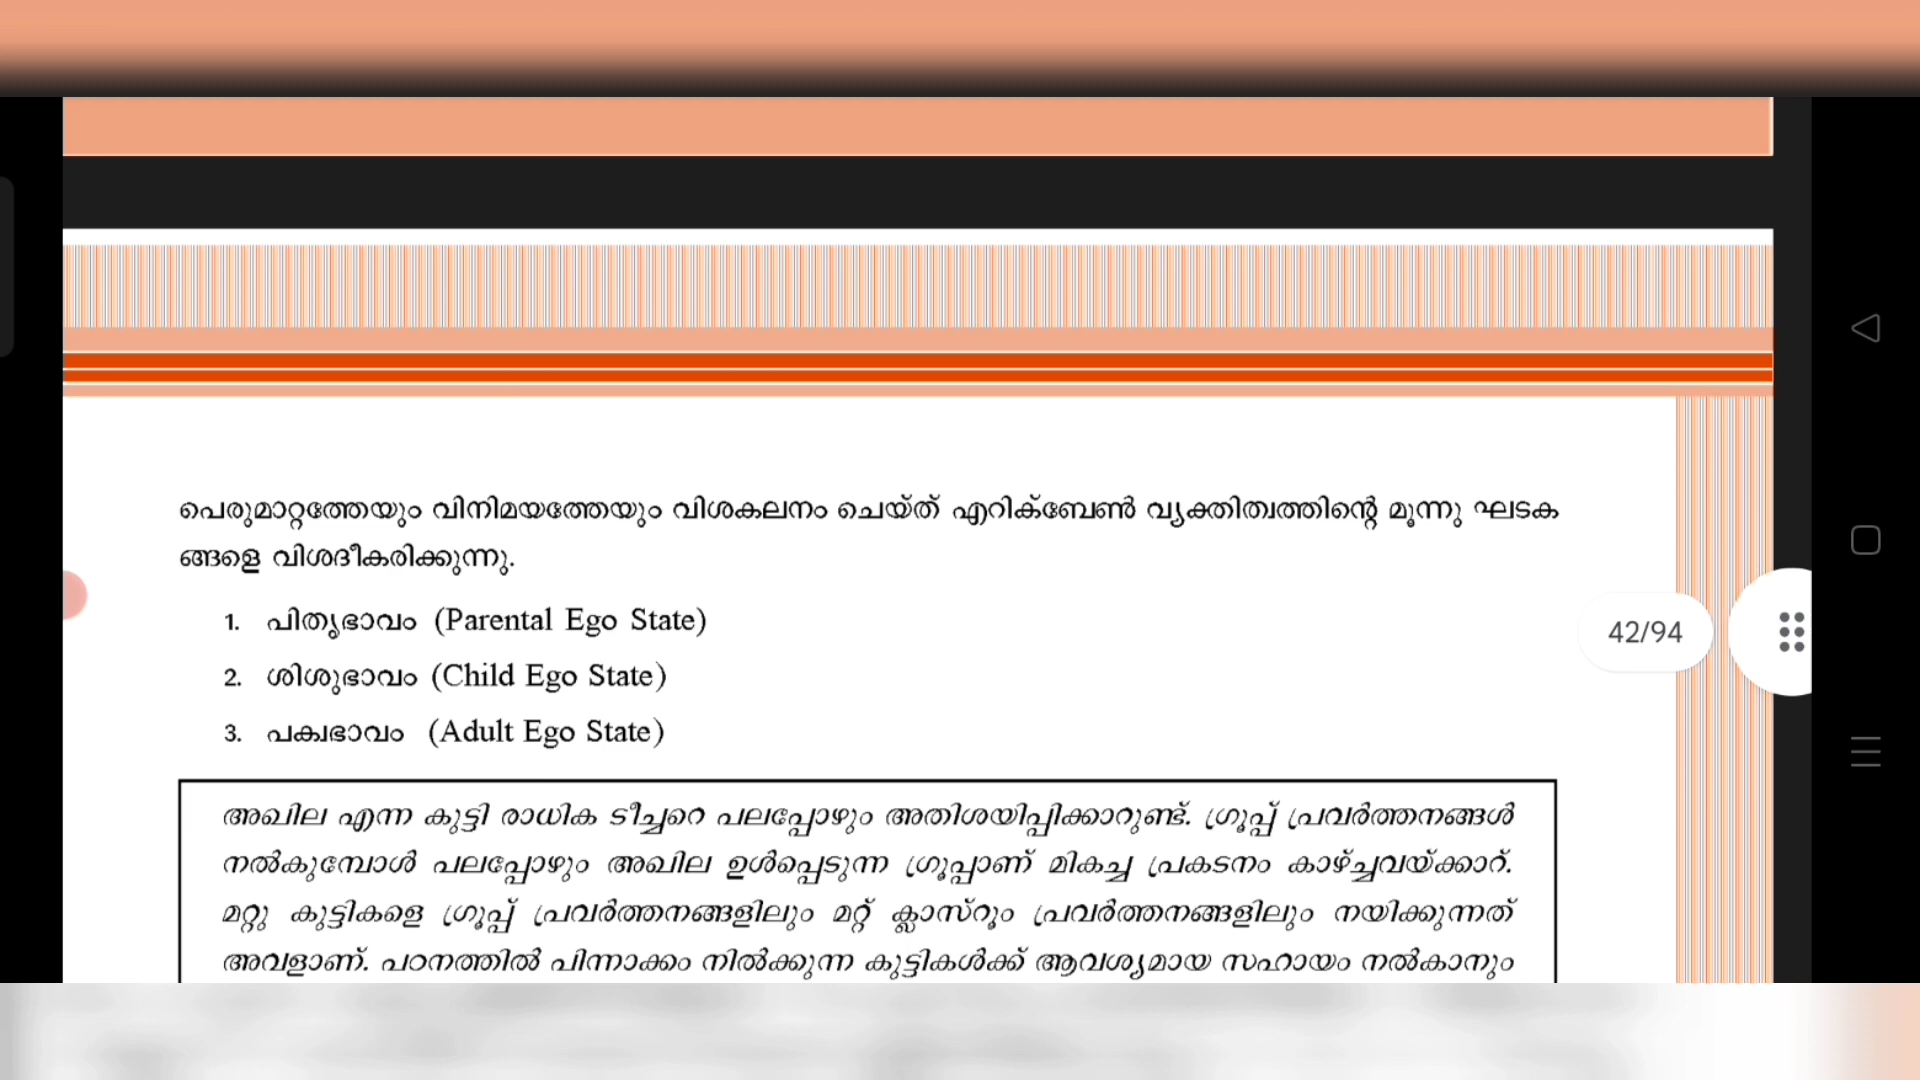 പെരുമാറ്റത്തേയും വിനിമയത്തേയും വിശകലനം ചെയ്ത് എറിക്ബേൺ വ്യക്തിത്വത്തിന്റെ മൂന്നു ഘടക
ങ്ങളെ വിശദീകരിക്കുന്നു.
1. പിതൃഭാവം (Parental Ego State)
42/94
2. ശിശുഭാവം (Child Ego State)
3. പക്വഭാവം (Adult Ego State)
അഖില എന്ന കുട്ടി രാധിക ടീച്ചറെ പലപ്പോഴും അതിശയിപ്പിക്കാറുണ്ട്. ഗ്രൂപ്പ് പ്രവർത്തനങ്ങൾ
നൽകുമ്പോൾ പലപ്പോഴും അഖില ഉൾപ്പെടുന്ന ഗ്രൂപ്പാണ് മികച്ച പ്രകടനം കാഴ്ച്ചവയ്ക്കാറ്.
മറ്റു കുട്ടികളെ ഗ്രൂപ്പ് പ്രവർത്തനങ്ങളിലും മറ്റ് ക്ലാസ്റൂം പ്രവർത്തനങ്ങളിലും നയിക്കുന്നത്
അവളാണ്. പഠനത്തിൽ പിന്നാക്കം നിൽക്കുന്ന കുട്ടികൾക്ക് ആവശ്യമായ സഹായം നൽകാനും